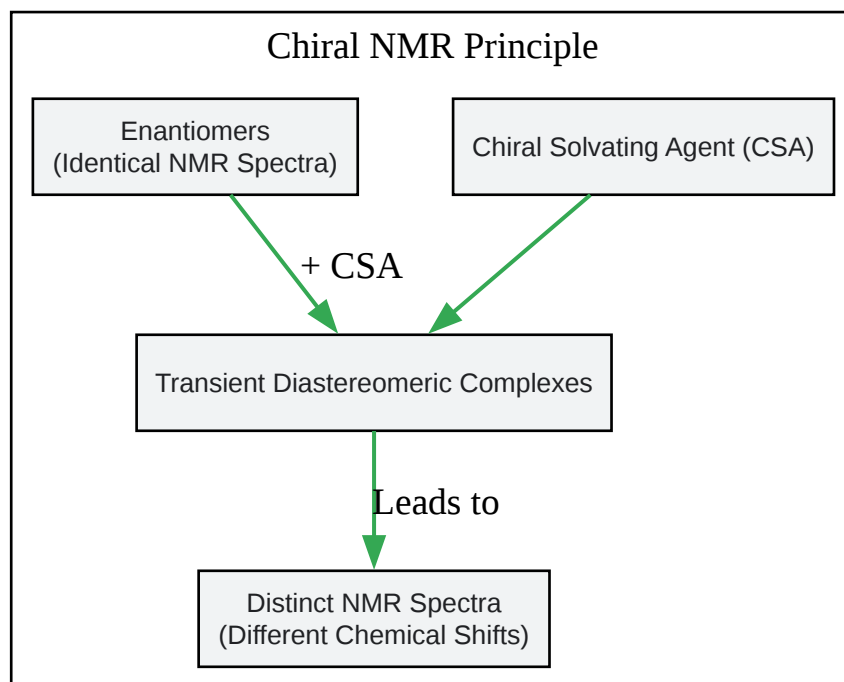 Chiral NMR Principle
Enantiomers
(Identical NMR Spectra)
Chiral Solvating Agent (CSA)
+ CSA
Transient Diastereomeric Complexes
Leads to
Distinct NMR Spectra
(Different Chemical Shifts)